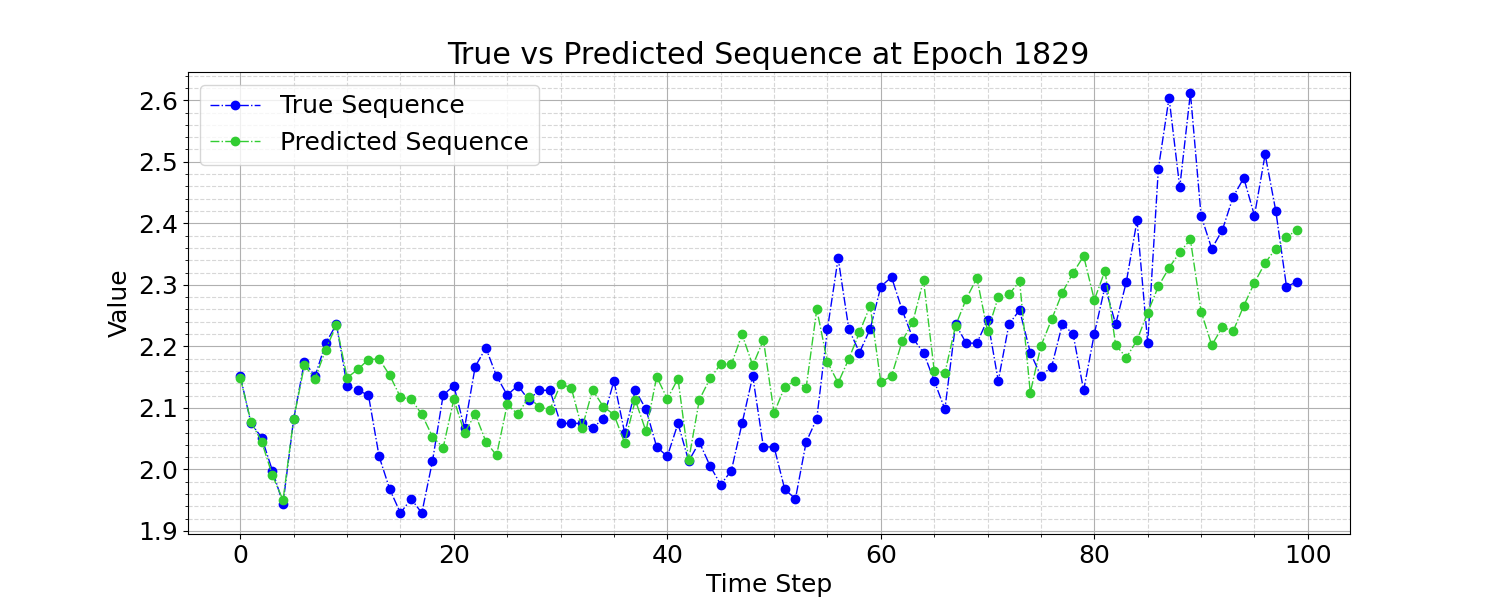 True vs Predicted Sequence at Epoch 1829
True Sequence
Predicted Sequence
Value
2.6
2.5
2.4
2.3
2.2
2.1
2.0
1.9
0 20 40 60 80 100
Time Step